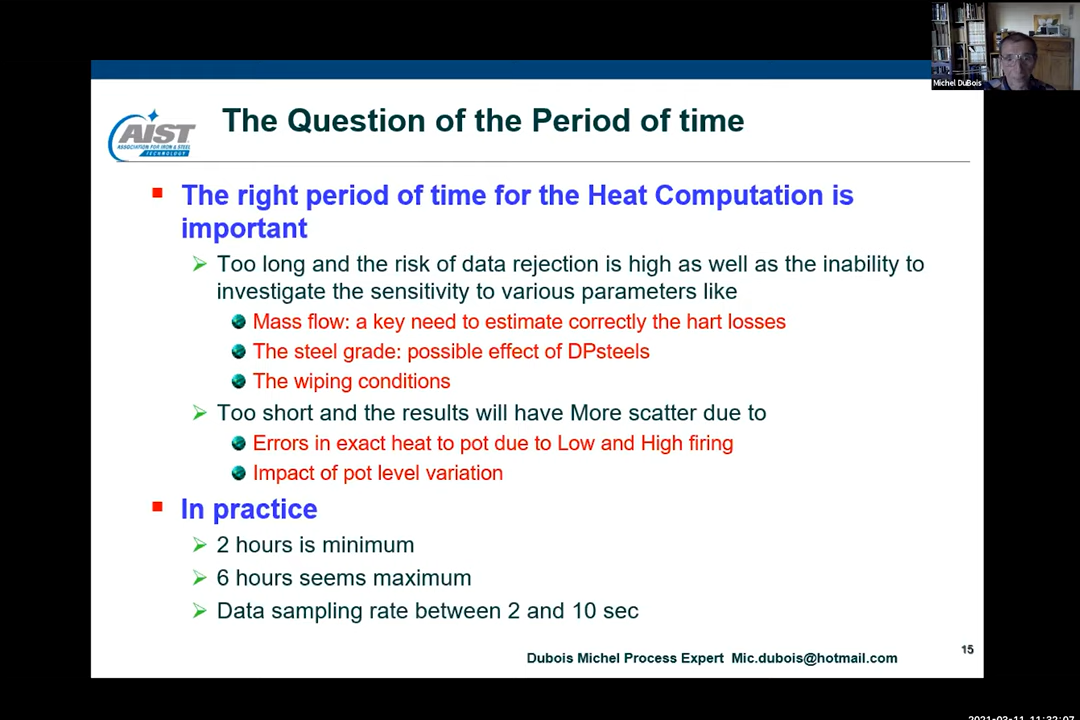 Michel DuBois
AIST
ASSOCIATION FOR IRON & STEEL
TECHNOLOGY
The Question of the Period of time
The right period of time for the Heat Computation is
important
Too long and the risk of data rejection is high as well as the inability to
investigate the sensitivity to various parameters like
Mass flow: a key need to estimate correctly the hart losses
The steel grade: possible effect of DPsteels
The wiping conditions
Too short and the results will have More scatter due to
Errors in exact heat to pot due to Low and High firing
Impact of pot level variation
In practice
2 hours is minimum
6 hours seems maximum
Data sampling rate between 2 and 10 sec
15
Dubois Michel Process Expert Mic.dubois@hotmail.com
2021-03-11 11:32:07